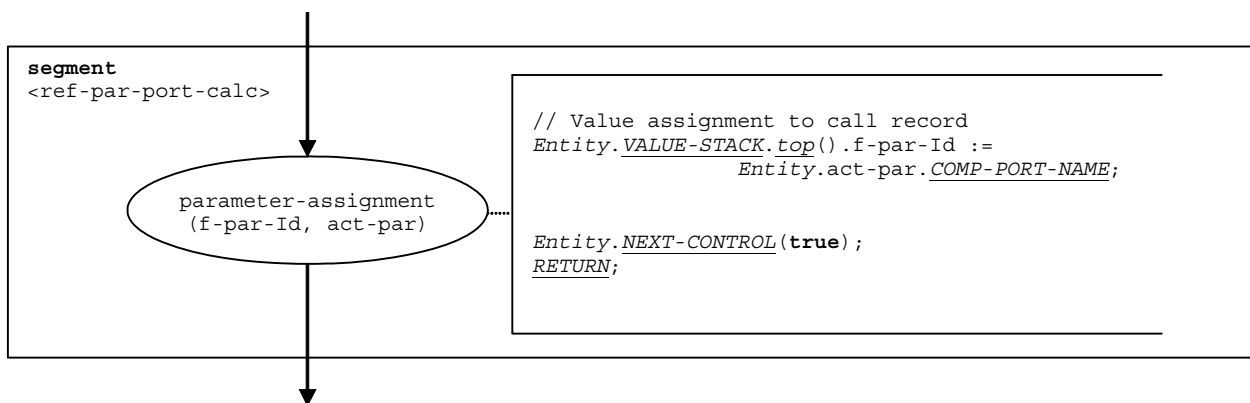 segment
<ref-par-port-calc>
parameter-assignment
(f-par-Id, act-par)
// Value assignment to call record
Entity.VALUE-STACK.top().f-par-Id :=
Entity.act-par.COMP-PORT-NAME;
Entity.NEXT-CONTROL(true);
RETURN;